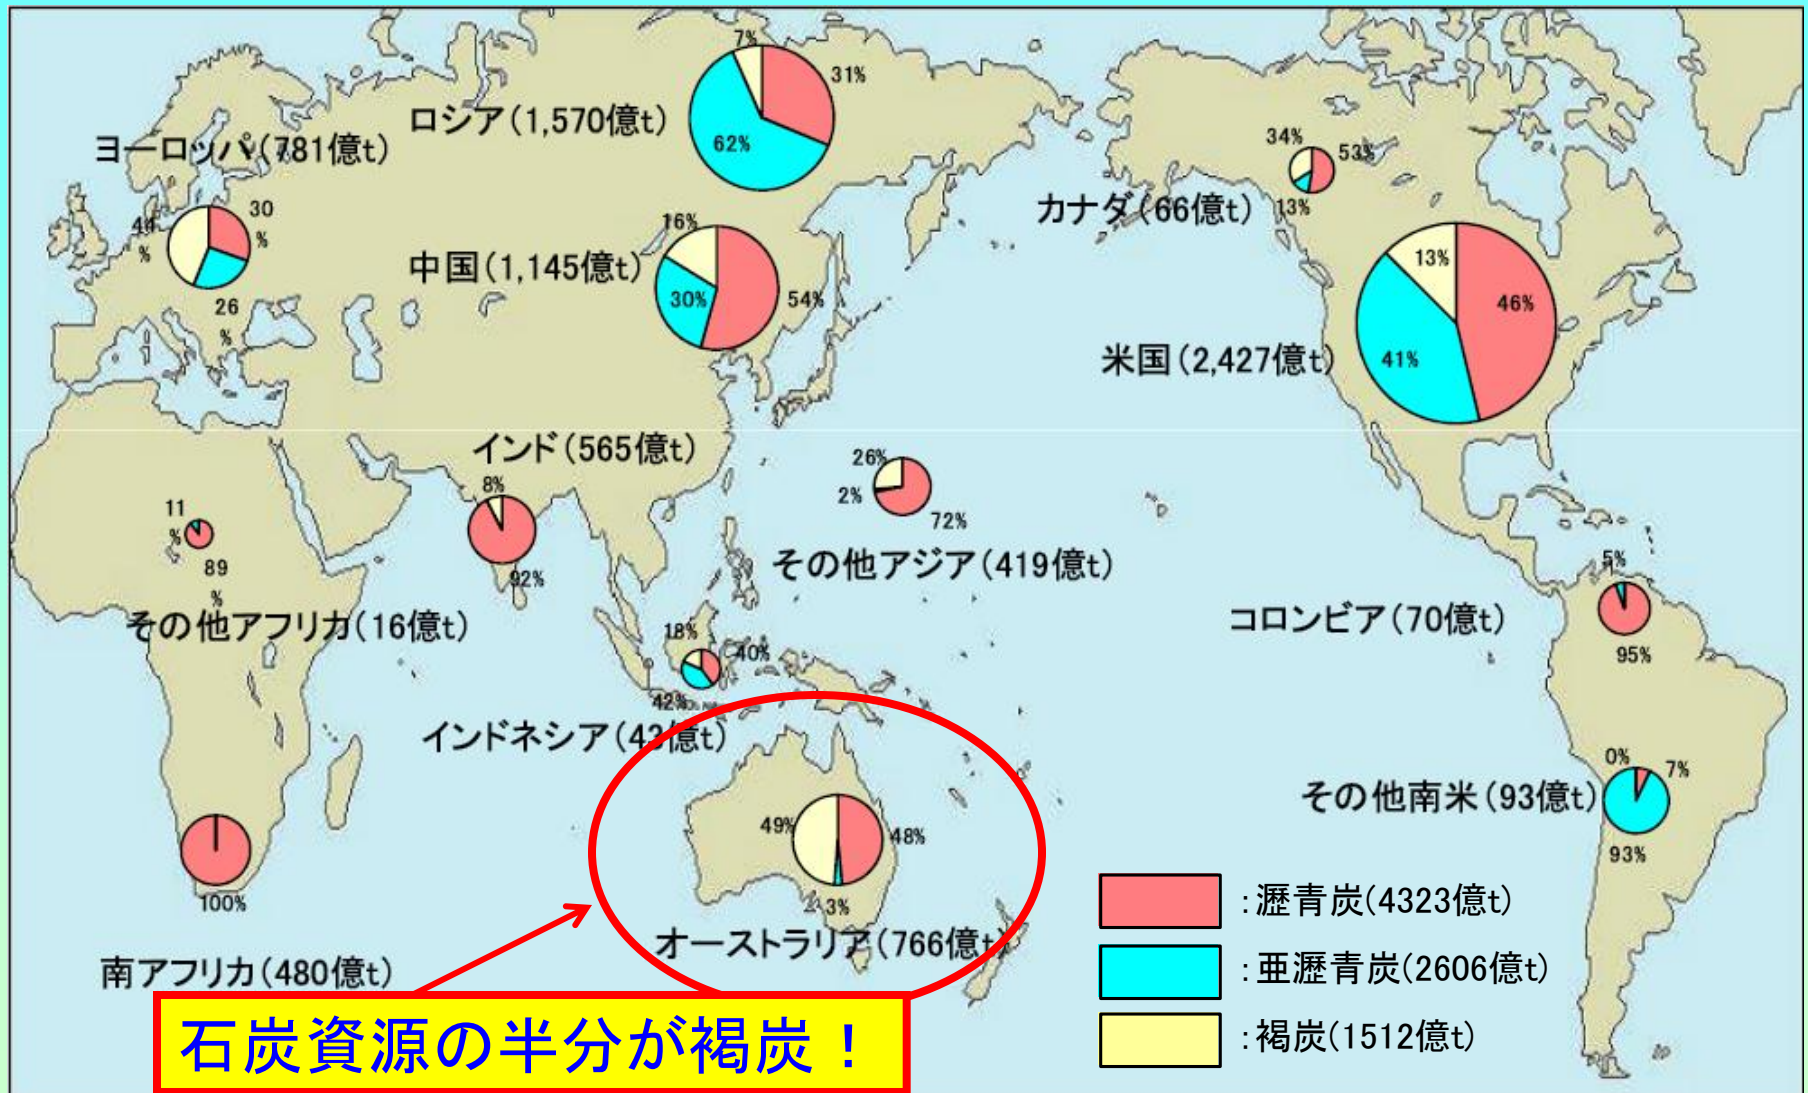 7%
31%
62%
ロシア(1,570億t)
ヨーロッパ(781億t)
44
%
30
%
26
%
16%
54%
30%
中国(1,145億t)
34%
53%
13%
カナダ(66億t)
13%
46%
41%
米国(2,427億t)
インド(565億t)
8%
92%
26%
2%
72%
その他アジア(419億t)
11
%
89
%
その他アフリカ(16億t)
18%
40%
42%
インドネシア(43億t)
5%
95%
コロンビア(70億t)
0%
7%
93%
その他南米(93億t)
49%
48%
3%
オーストラリア(766億t)
100%
南アフリカ(480億t)
石炭資源の半分が褐炭！
:瀝青炭(4323億t)
:亜瀝青炭(2606億t)
:褐炭(1512億t)